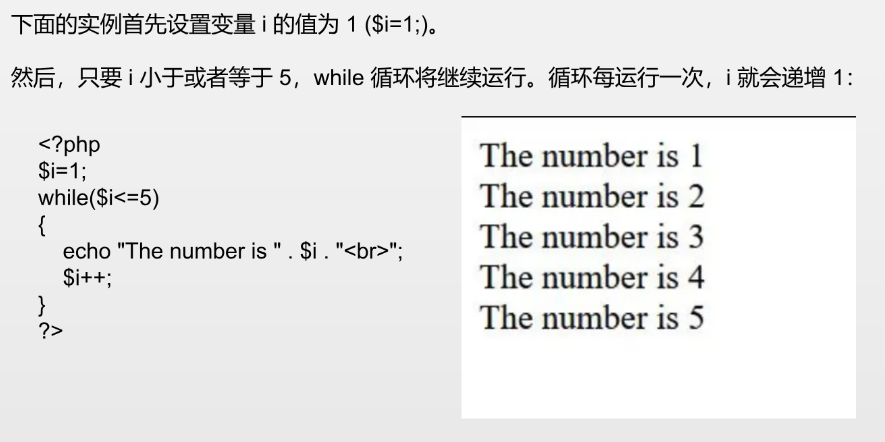 下面的实例首先设置变量 i 的值为 1 ($i=1;)。
然后，只要 i 小于或者等于 5，while 循环将继续运行。循环每运行一次，i 就会递增 1：
<?php
$i=1;
while($i<=5)
{
echo "The number is " . $i . "<br>";
$i++;
}
?>
The number is 1
The number is 2
The number is 3
The number is 4
The number is 5